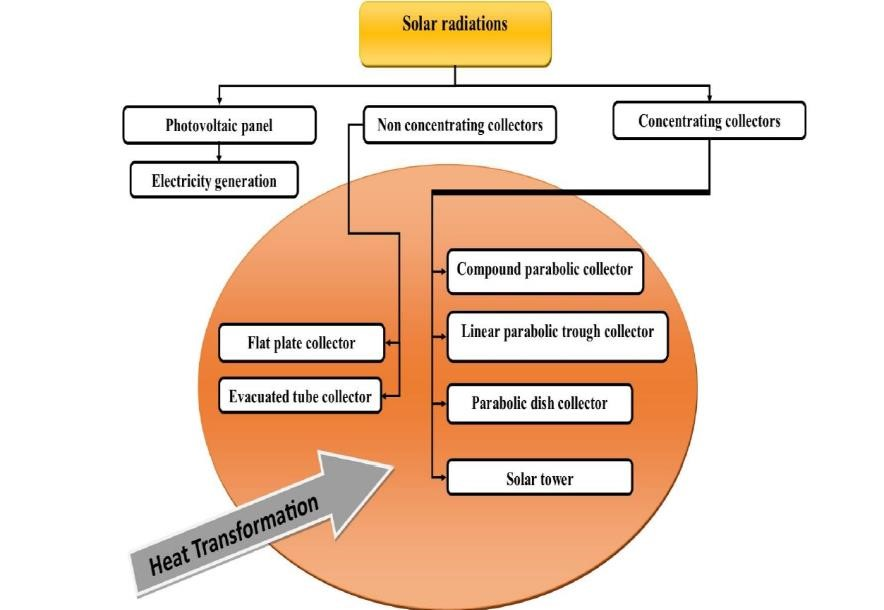 Solar radiations
Photovoltaic panel
Non concentrating collectors
Concentrating collectors
Electricity generation
Compound parabolic collector
Linear parabolic trough collector
Flat plate collector
Evacuated tube collector
Parabolic dish collector
Solar tower
Heat Transformation